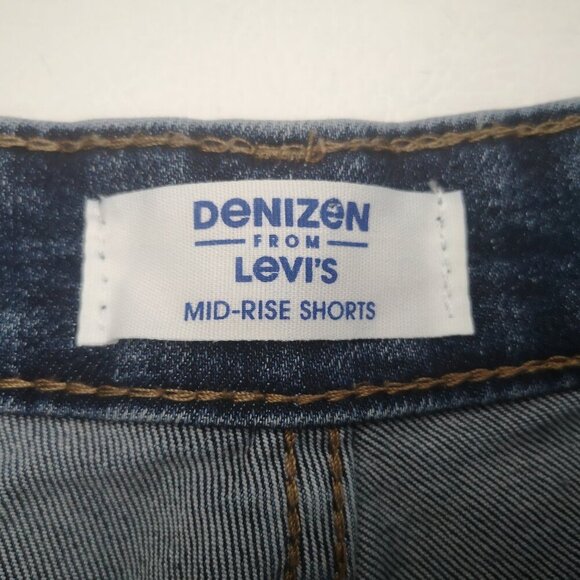 DeNiZeN
FROM
Levi's
MID-RISE SHORTS